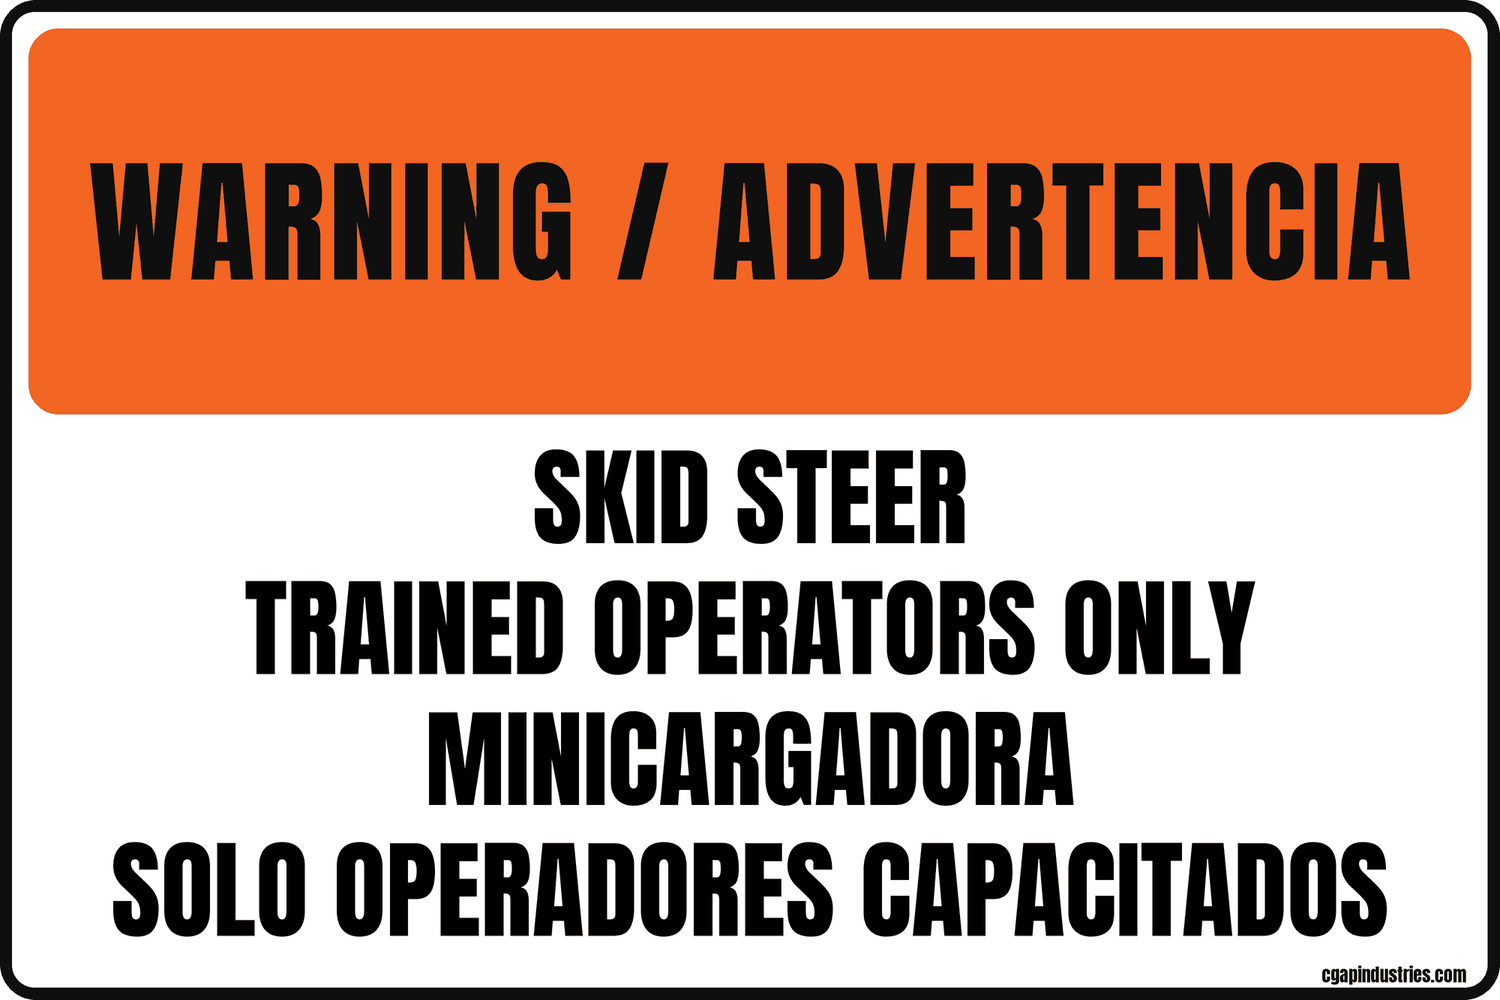 WARNING / ADVERTENCIA
SKID STEER
TRAINED OPERATORS ONLY
MINICARGADORA
SOLO OPERADORES CAPACITADOS
cgapindustries.com